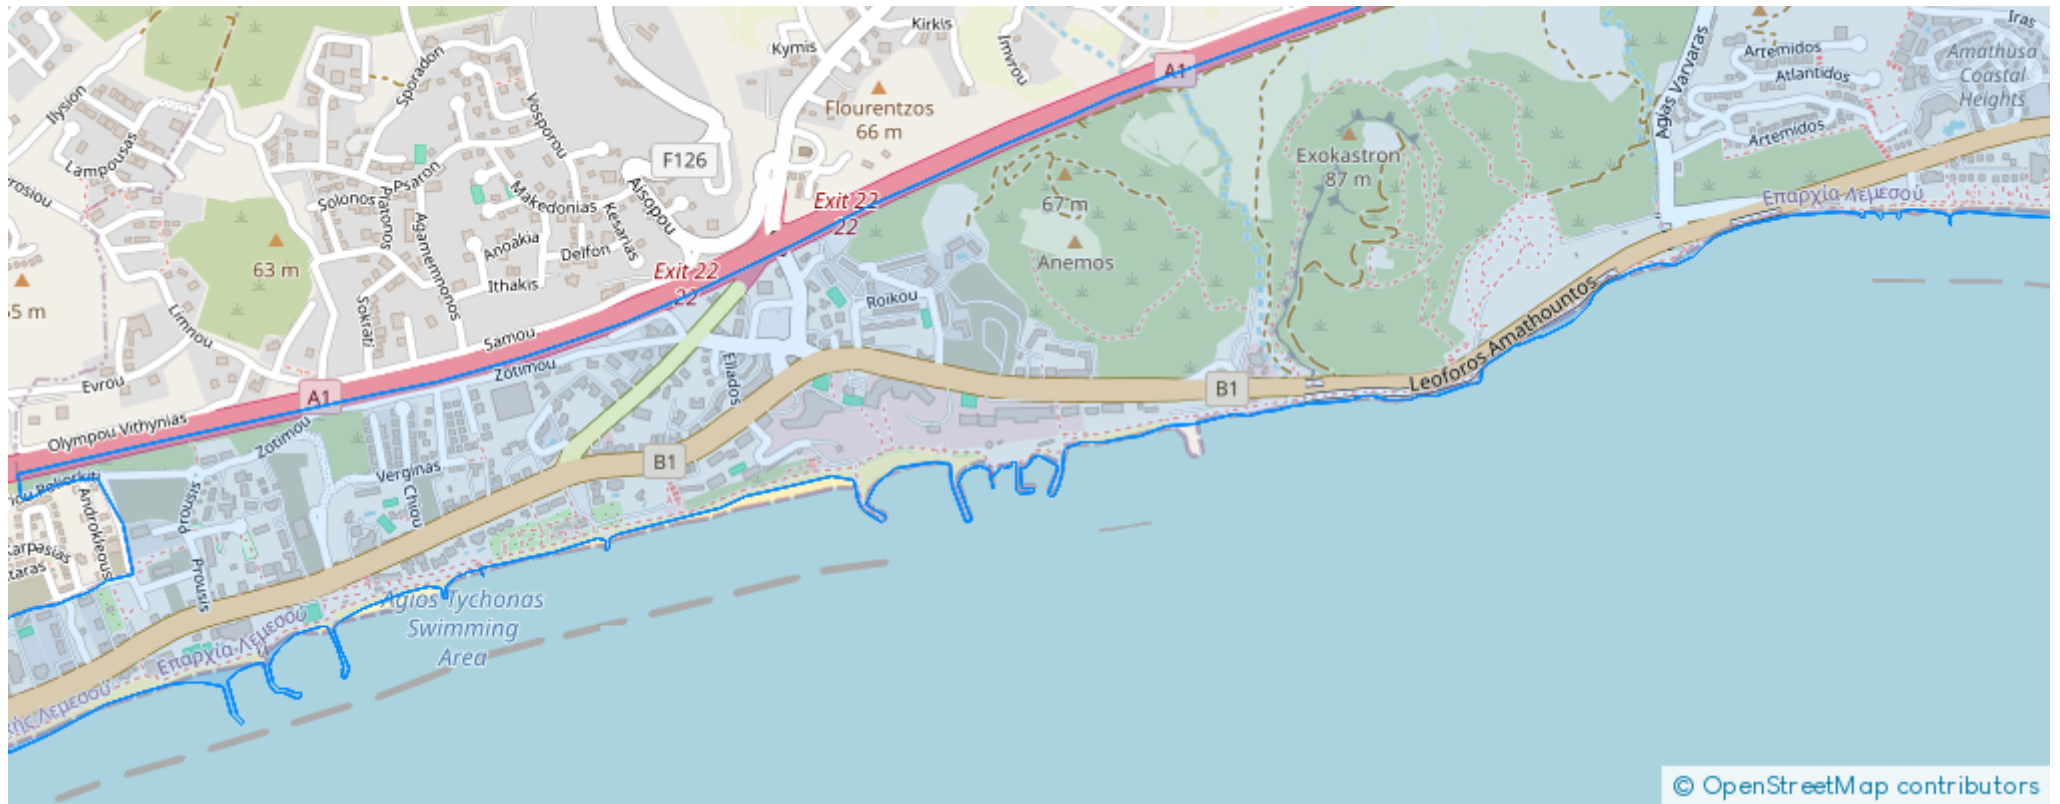 Kirkis
Kymis
Imvrou
A1
Iras
Artemidos
Atlantidos
Amathusa
Coastal
Heights
Artemidos
Agias Varvaras
Ilysion
Sporadon
Vosporou
Flourentzos
66 m
Lampousas
F126
Exokastron
87 m
Psaron
Makedonias
Aisopou
Kesarias
Solonos
Platonos
Agamemnonos
Exit 22
22
67 m
Επαρχία Λεμεσού
Anoakia
Delfon
Anemos
63 m
Exit 22
22
Ithakis
Roikou
5 m
Sokrati
Limnou
Samou
Leoforos Amathountos
Evrou
Zotimou
Ellados
B1
A1
Olympou Vithynias
Zotimou
B1
Verginas
Chiou
Poliorkiti
Androkleous
Prousis
Prousis
Agios Tychonas
Swimming
Area
Επαρχία Λεμεσού
Λεμεσού
© OpenStreetMap contributors